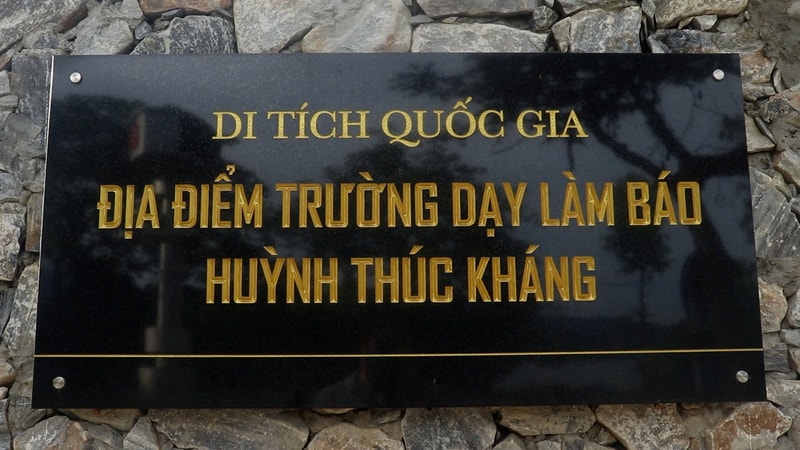 DI TÍCH QUỐC GIA
ĐỊA ĐIỂM TRƯỜNG DẠY LÀM BÁO
HUỲNH THÚC KHÁNG